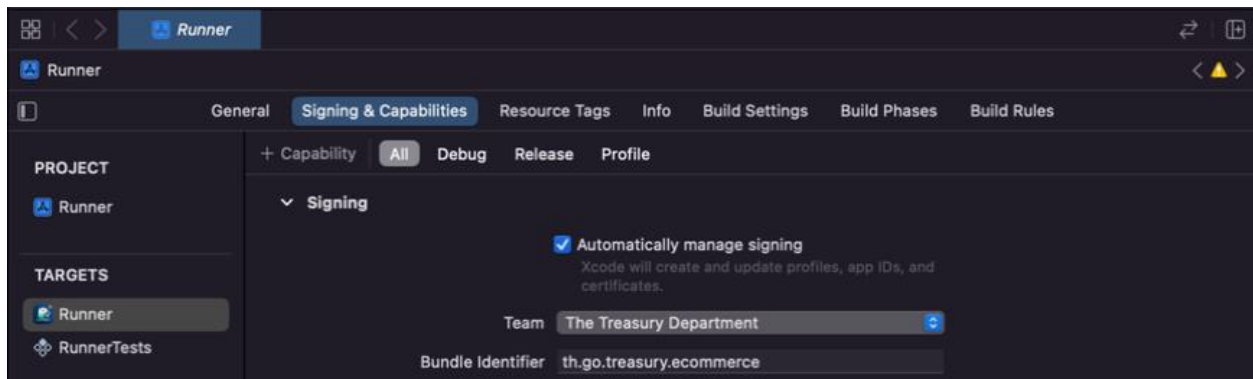 Runner
Runner
General Signing & Capabilities Resource Tags Info Build Settings Build Phases Build Rules
+ Capability All Debug Release Profile
PROJECT
Runner
Signing
Automatically manage signing
Xcode will create and update profiles, app IDs, and
certificates.
TARGETS
Runner
RunnerTests
Team The Treasury Department
Bundle Identifier th.go.treasury.ecommerce